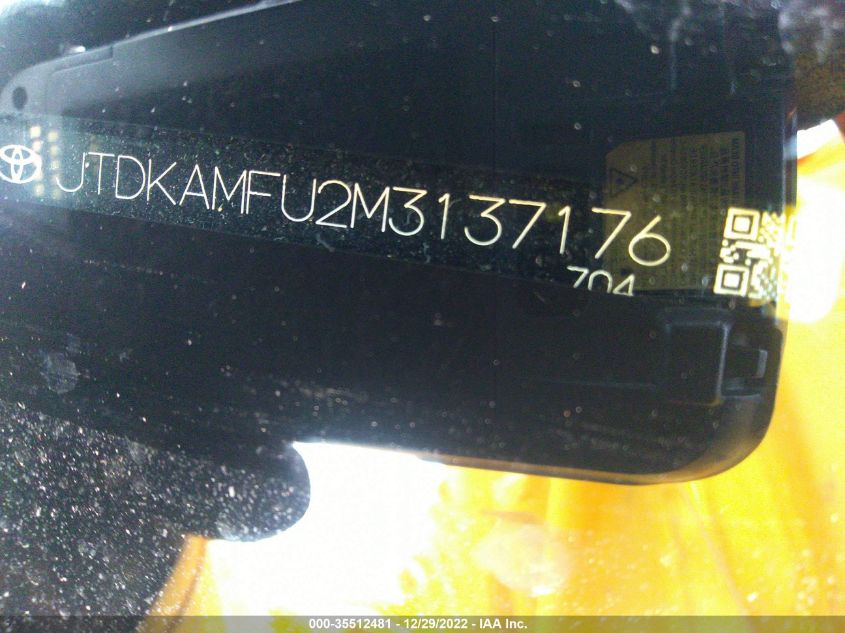 JTDKAMFU2M3137176
704
000-35512481 - 12/29/2022 - IAA Inc.